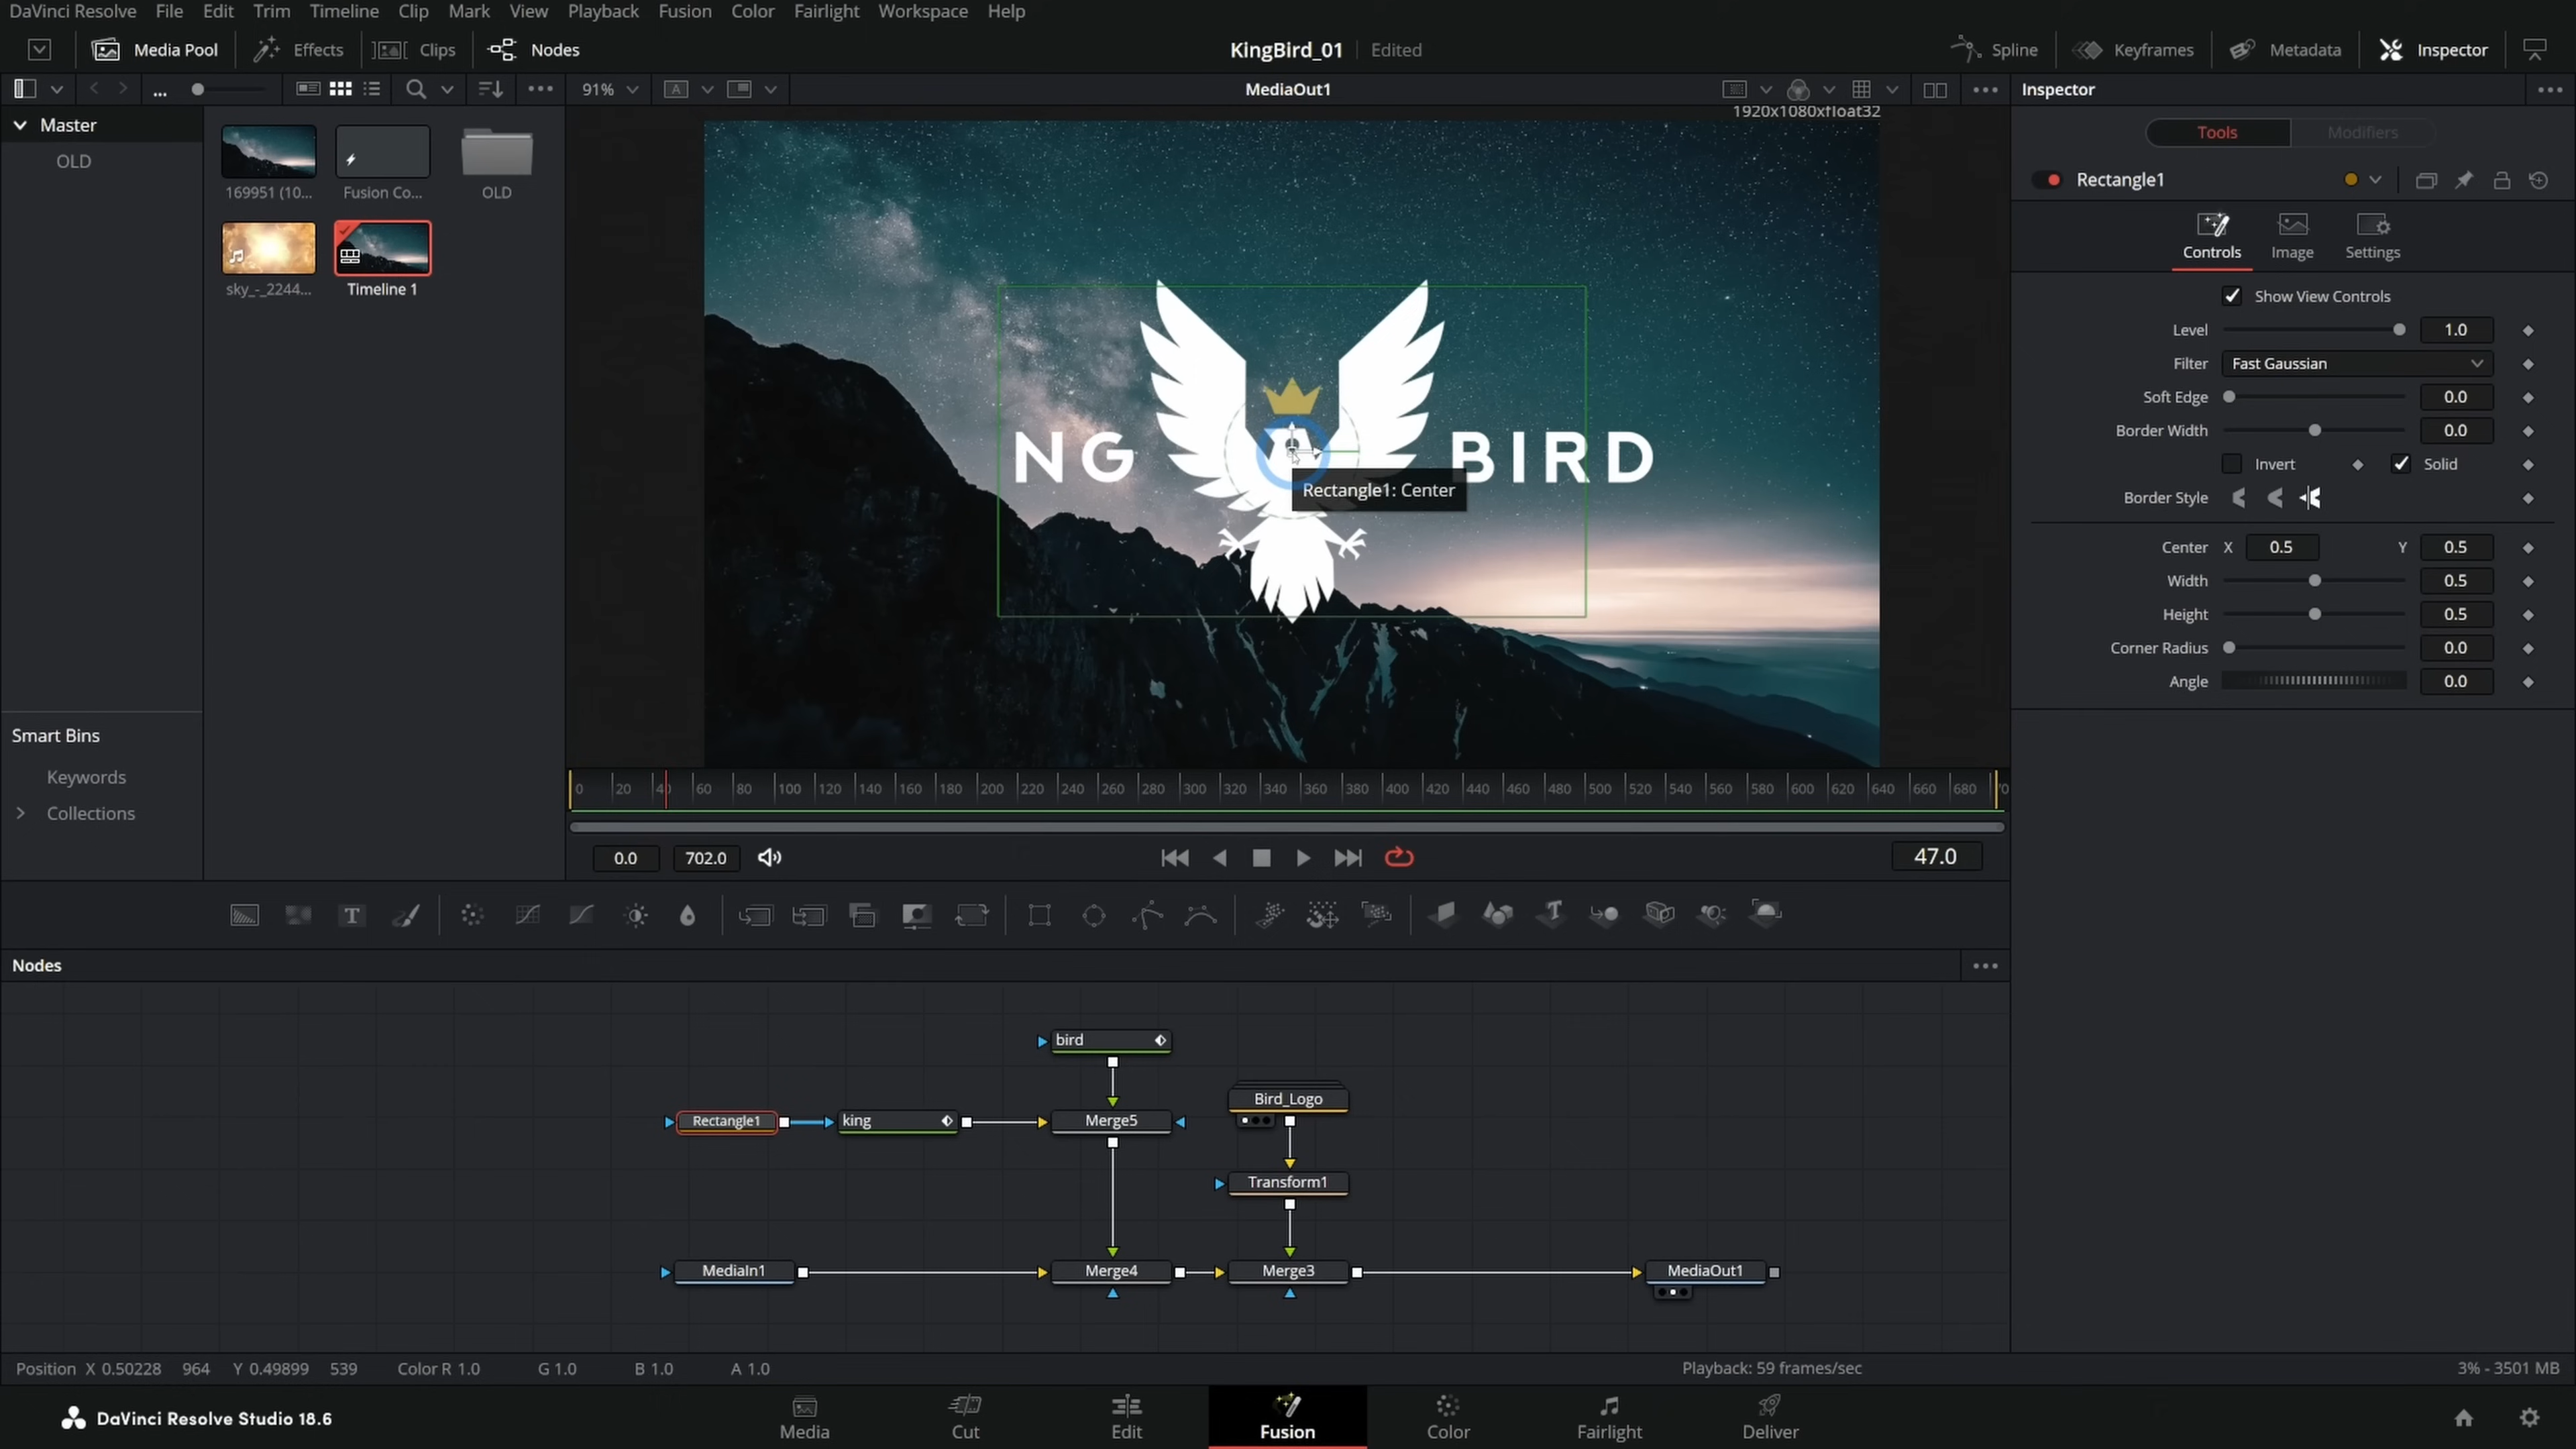 DaVinci Resolve File Edit Trim Timeline Clip Mark View Playback Fusion Color Fairlight Workspace Help
Media Pool Effects Clips Nodes KingBird_01 Edited Spline Keyframes Metadata Inspector
... 91% A MediaOut1 Inspector
1920x1080xfloat32
Master
OLD
169951 (10...
Fusion Co...
OLD
sky_-_2244...
Timeline 1
NG BIRD
Rectangle1: Center
Tools Modifiers
Rectangle1
Controls Image Settings
Show View Controls
Level 1.0
Filter Fast Gaussian
Soft Edge 0.0
Border Width 0.0
Invert Solid
Border Style
Center X 0.5 Y 0.5
Width 0.5
Height 0.5
Corner Radius 0.0
Angle 0.0
Smart Bins
Keywords
Collections
0 20 40 60 80 100 120 140 160 180 200 220 240 260 280 300 320 340 360 380 400 420 440 460 480 500 520 540 560 580 600 620 640 660 680
0.0 702.0 47.0
T
Nodes
bird
Bird_Logo
Rectangle1 king Merge5
Transform1
MediaIn1 Merge4 Merge3 MediaOut1
Position X 0.50228 964 Y 0.49899 539 Color R 1.0 G 1.0 B 1.0 A 1.0 Playback: 59 frames/sec 3% - 3501 MB
DaVinci Resolve Studio 18.6
Media Cut Edit Fusion Color Fairlight Deliver